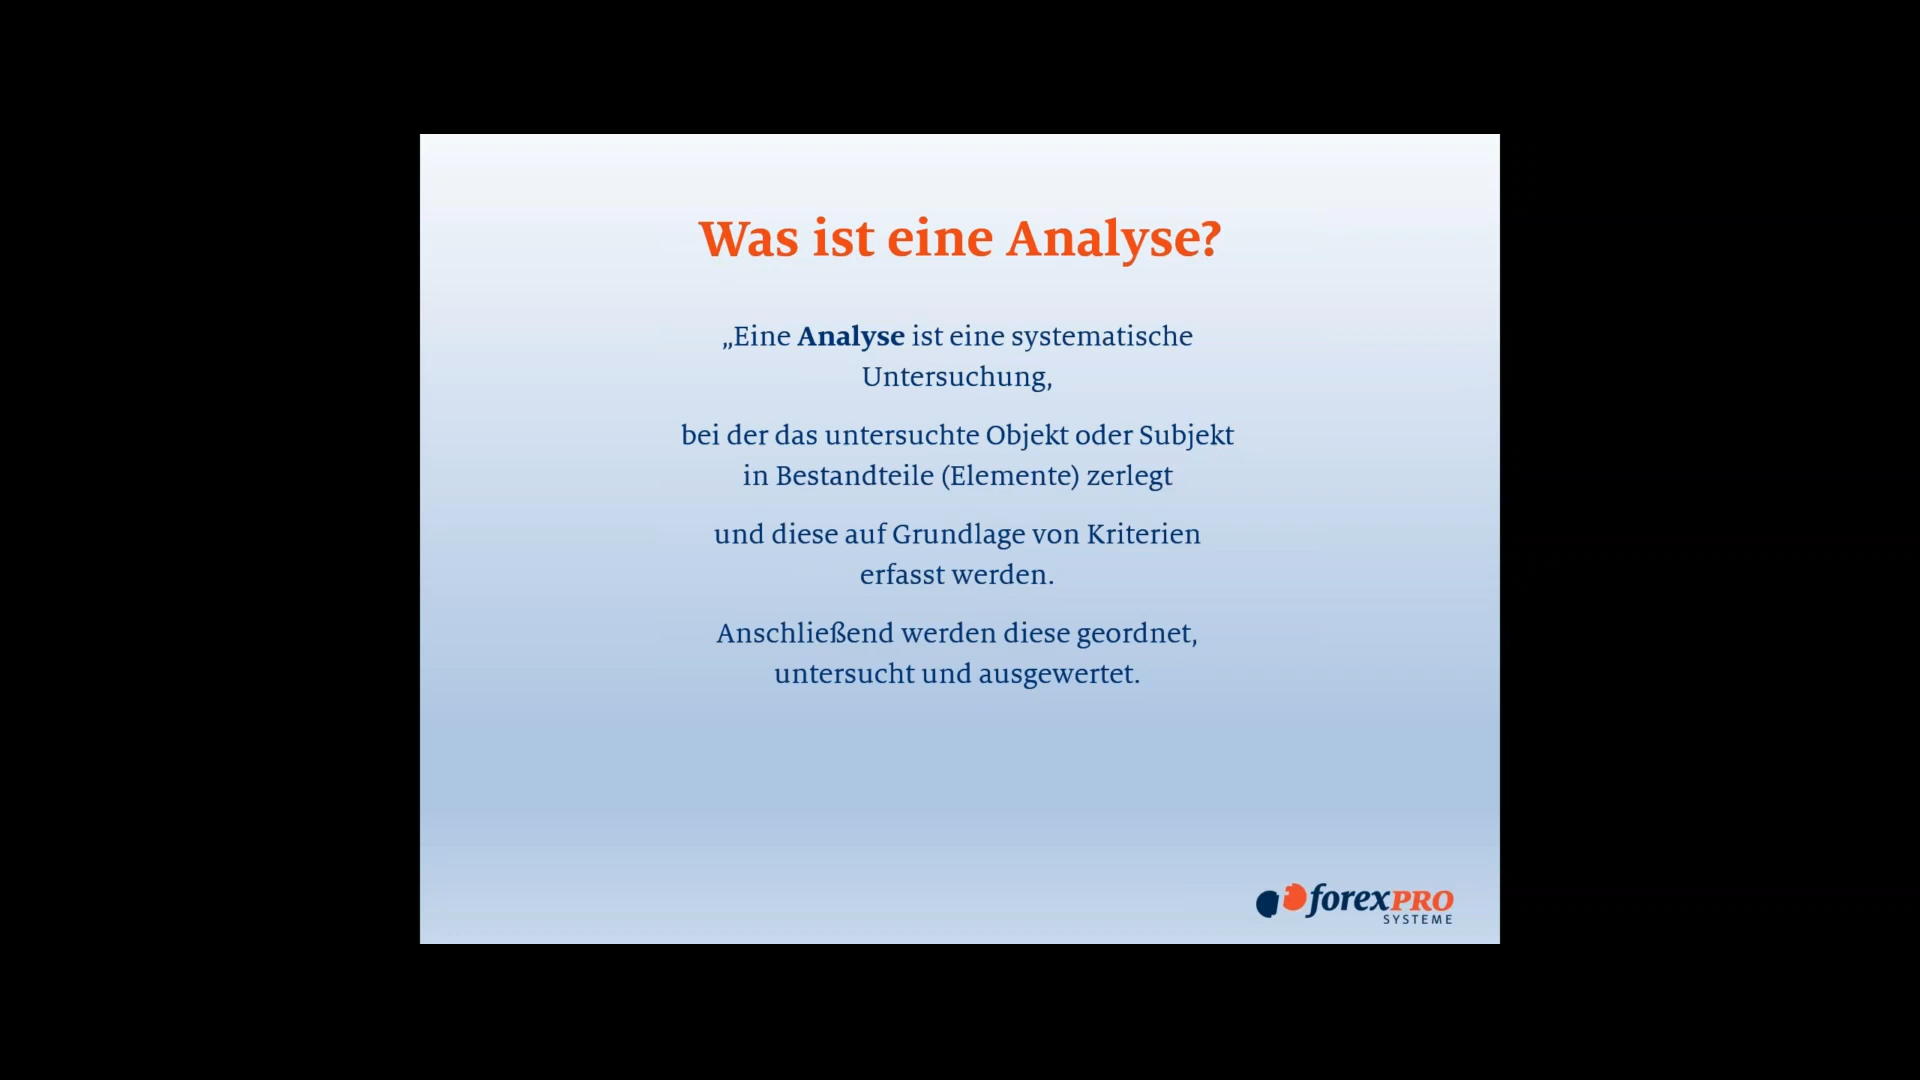 Was ist eine Analyse?
„Eine Analyse ist eine systematische
Untersuchung,
bei der das untersuchte Objekt oder Subjekt
in Bestandteile (Elemente) zerlegt
und diese auf Grundlage von Kriterien
erfasst werden.
Anschließend werden diese geordnet,
untersucht und ausgewertet.
forexPRO
SYSTEME